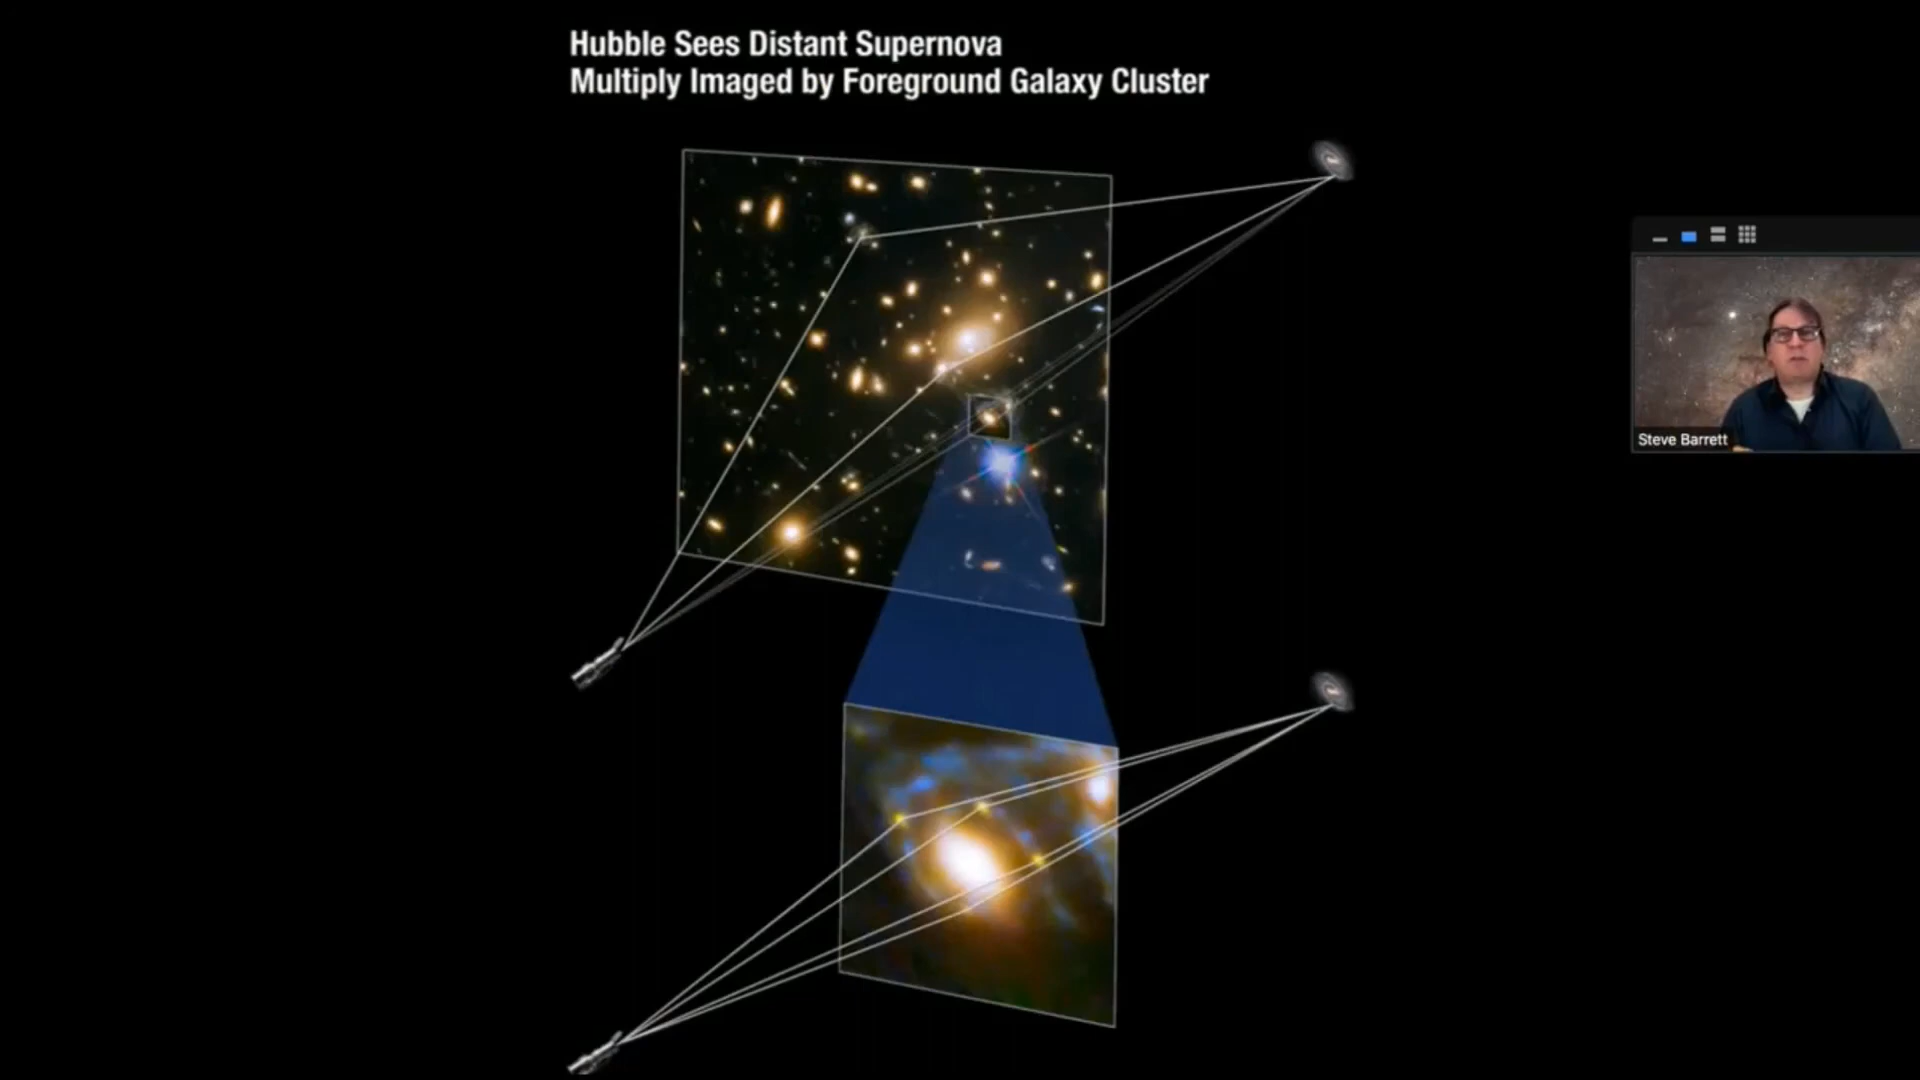 Hubble Sees Distant Supernova
Multiply Imaged by Foreground Galaxy Cluster
Steve Barrett